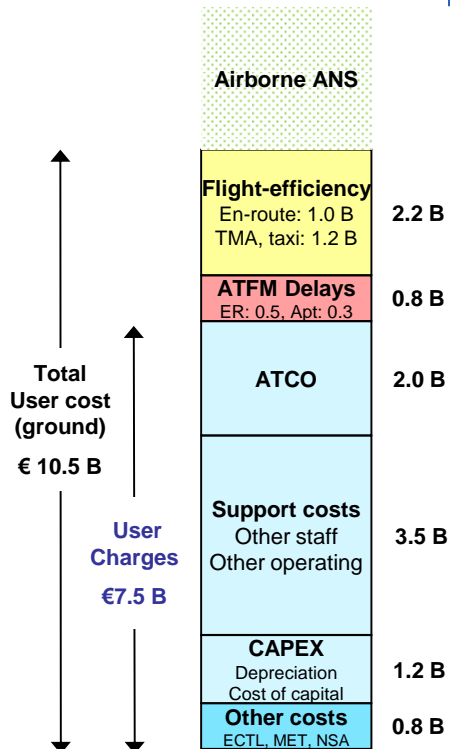 Airborne ANS
Flight-efficiency
En-route: 1.0 B
TMA, taxi: 1.2 B
2.2 B
ATFM Delays
ER: 0.5, Apt: 0.3
0.8 B
Total
User cost
(ground)
€ 10.5 B
ATCO
2.0 B
User
Charges
€7.5 B
Support costs
Other staff
Other operating
3.5 B
CAPEX
Depreciation
Cost of capital
1.2 B
Other costs
ECTL, MET, NSA
0.8 B